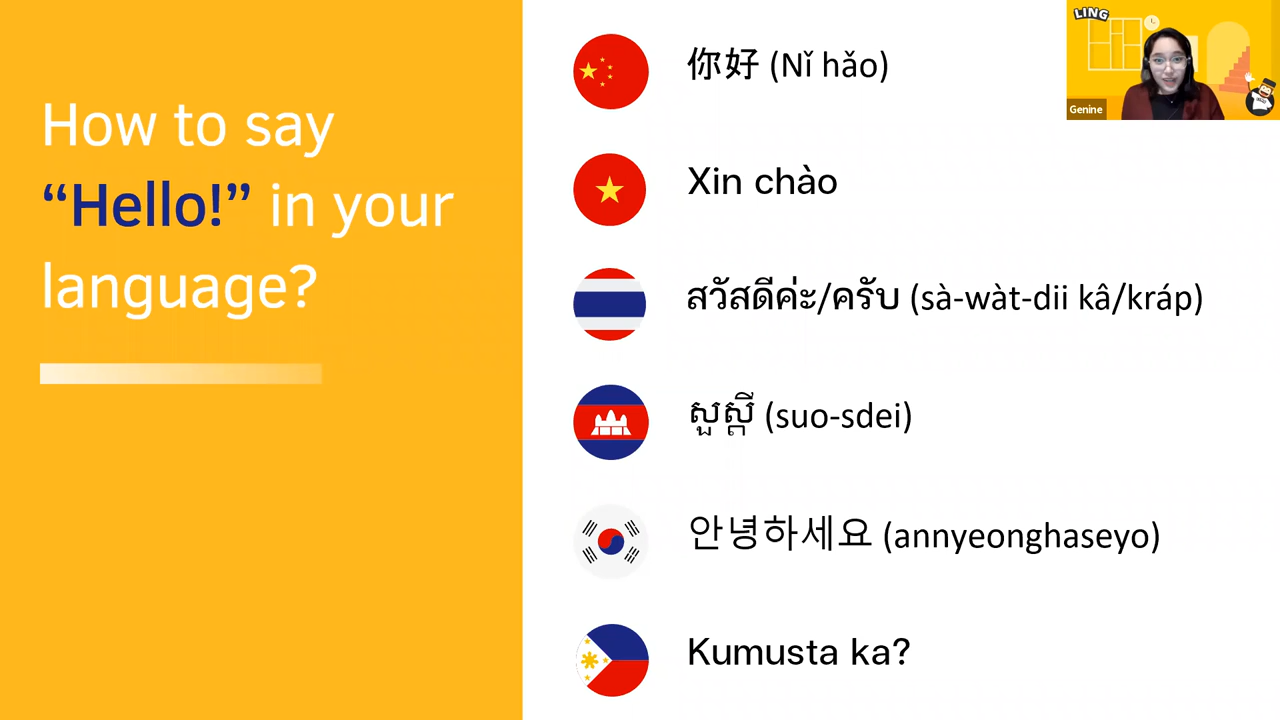 How to say
“Hello!” in your
language?
你好 (Nǐ hǎo)
Xin chào
สวัสดีค่ะ/ครับ (sà-wàt-dii kâ/kráp)
សួស្តី (suo-sdei)
안녕하세요 (annyeonghaseyo)
Kumusta ka?
LING
Genine